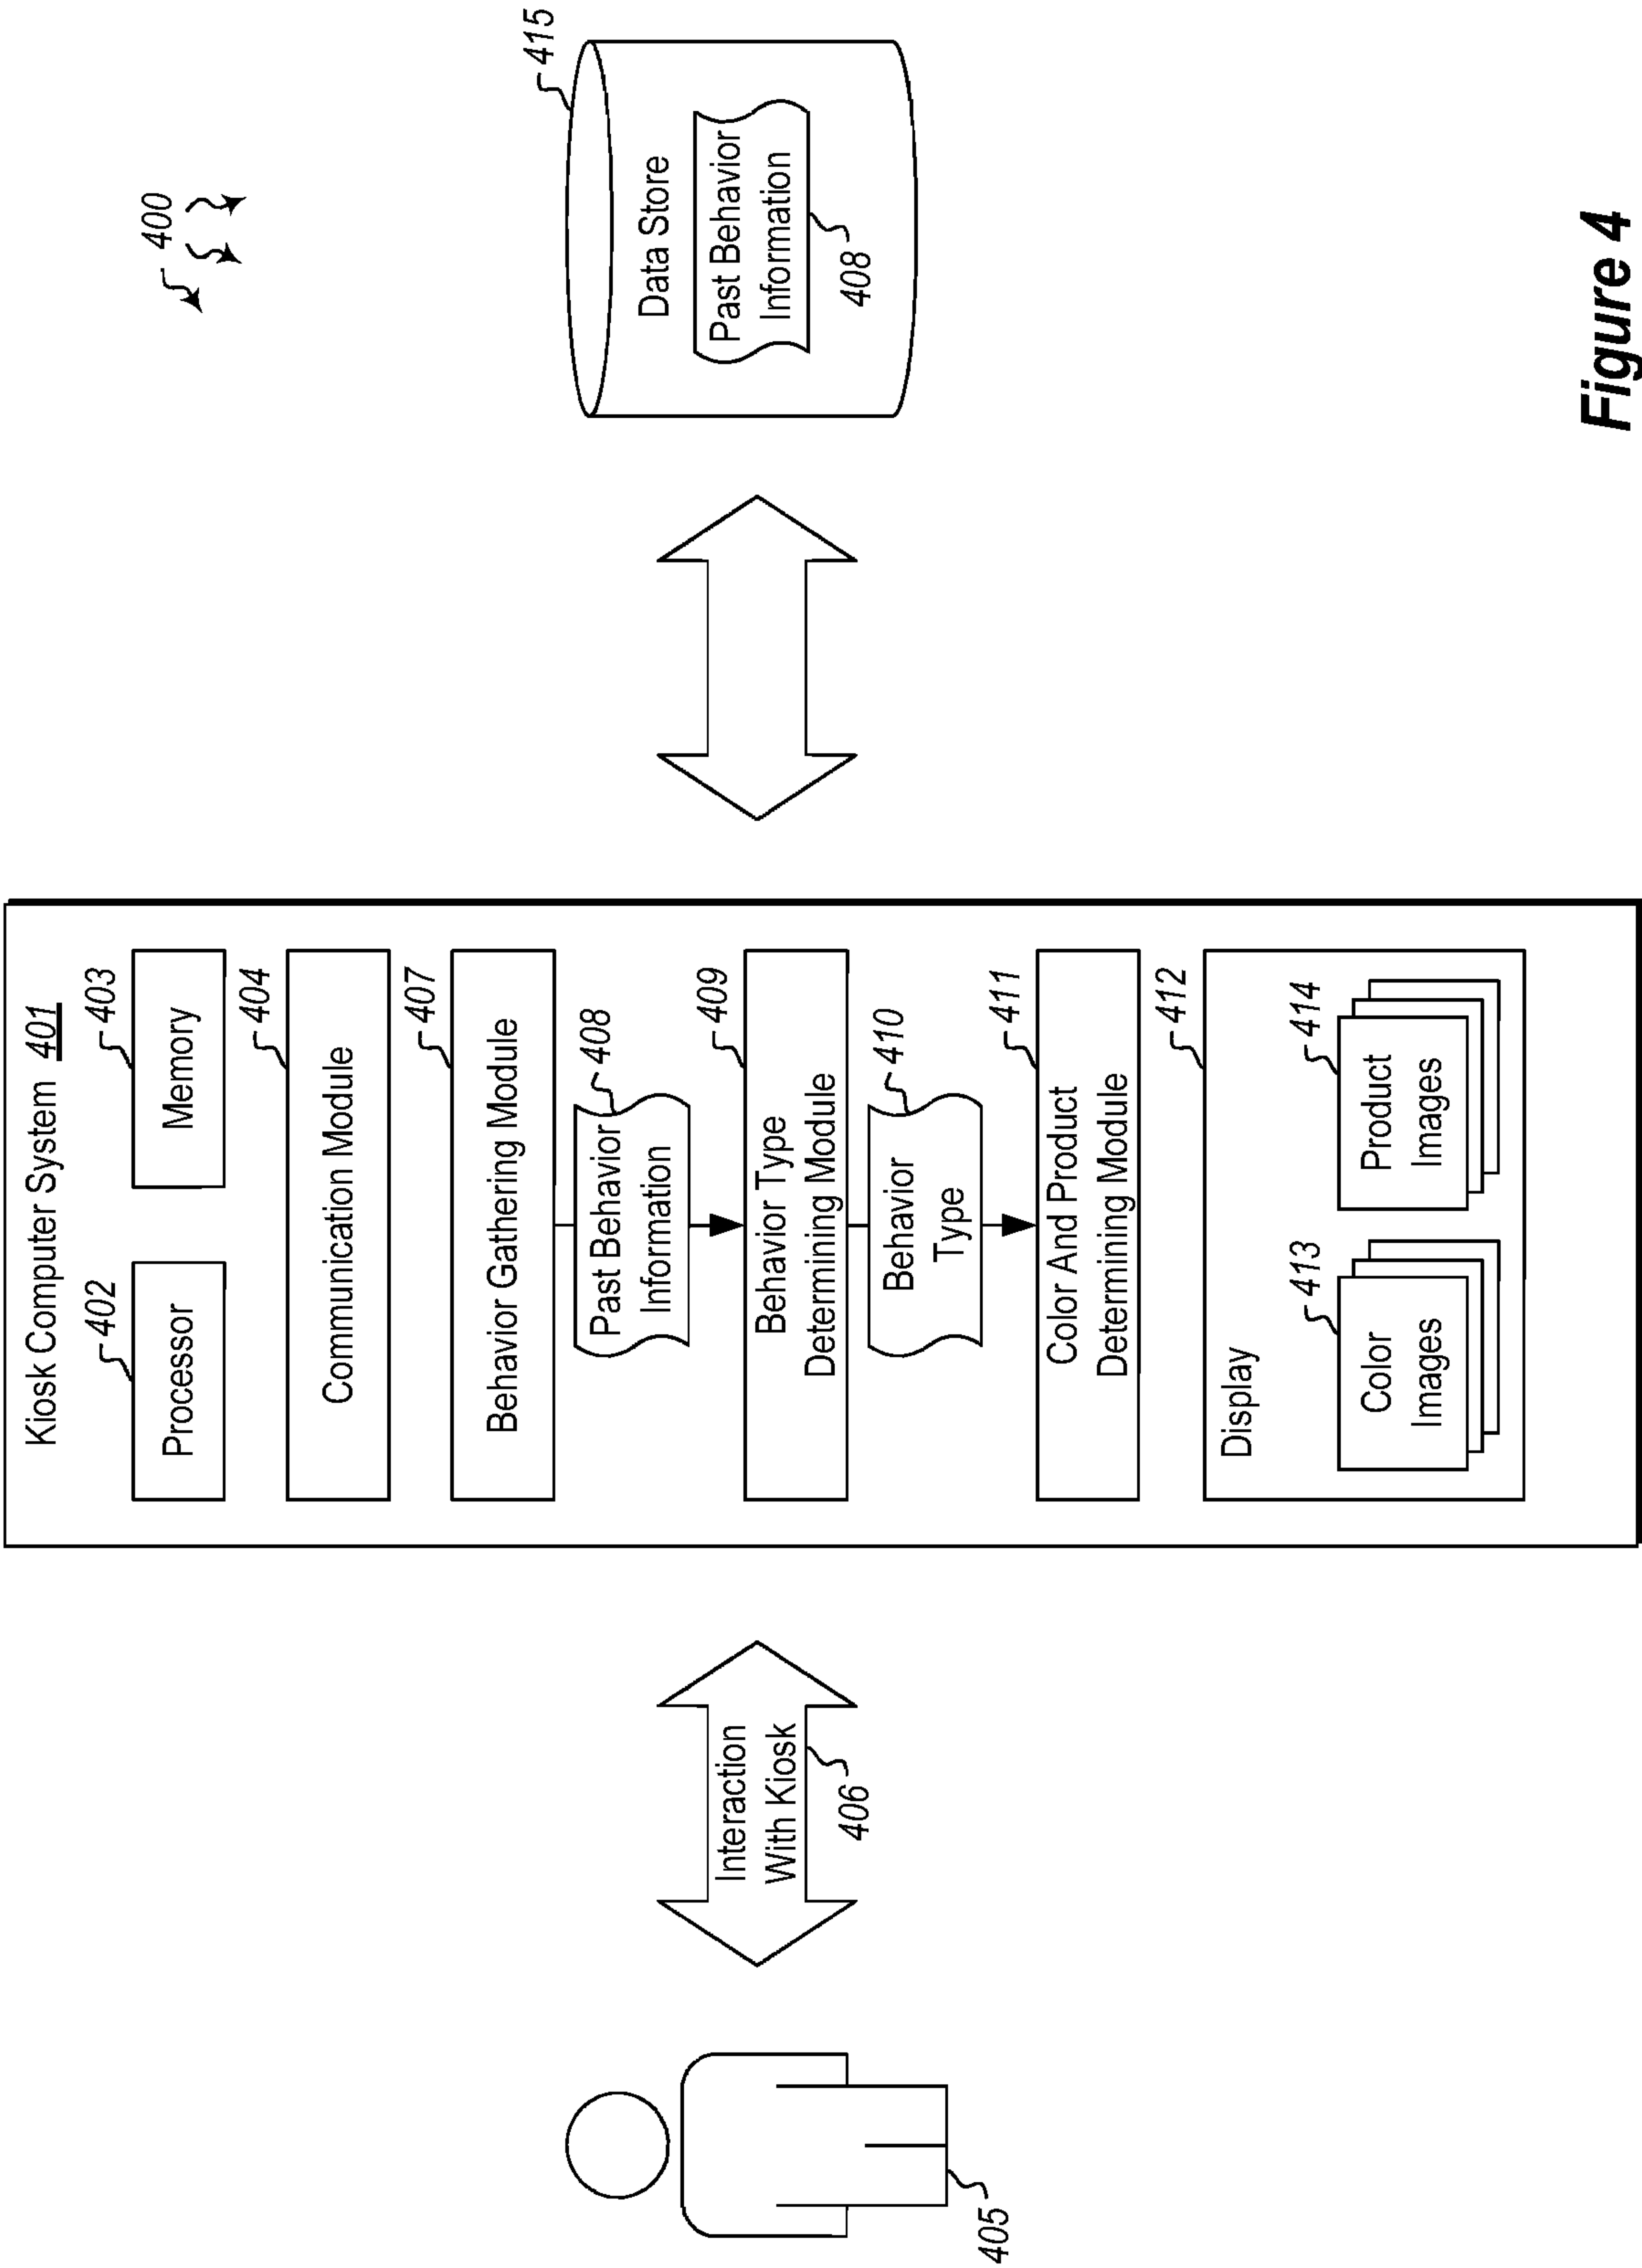 400
Kiosk Computer System 401
402
Processor
403
Memory
404
Communication Module
407
Behavior Gathering Module
Past Behavior
Information
408
409
Behavior Type
Determining Module
Behavior
Type
410
411
Color And Product
Determining Module
412
Display
413
Color
Images
414
Product
Images
Interaction
With Kiosk
406
405
415
Data Store
Past Behavior
Information
408
Figure 4